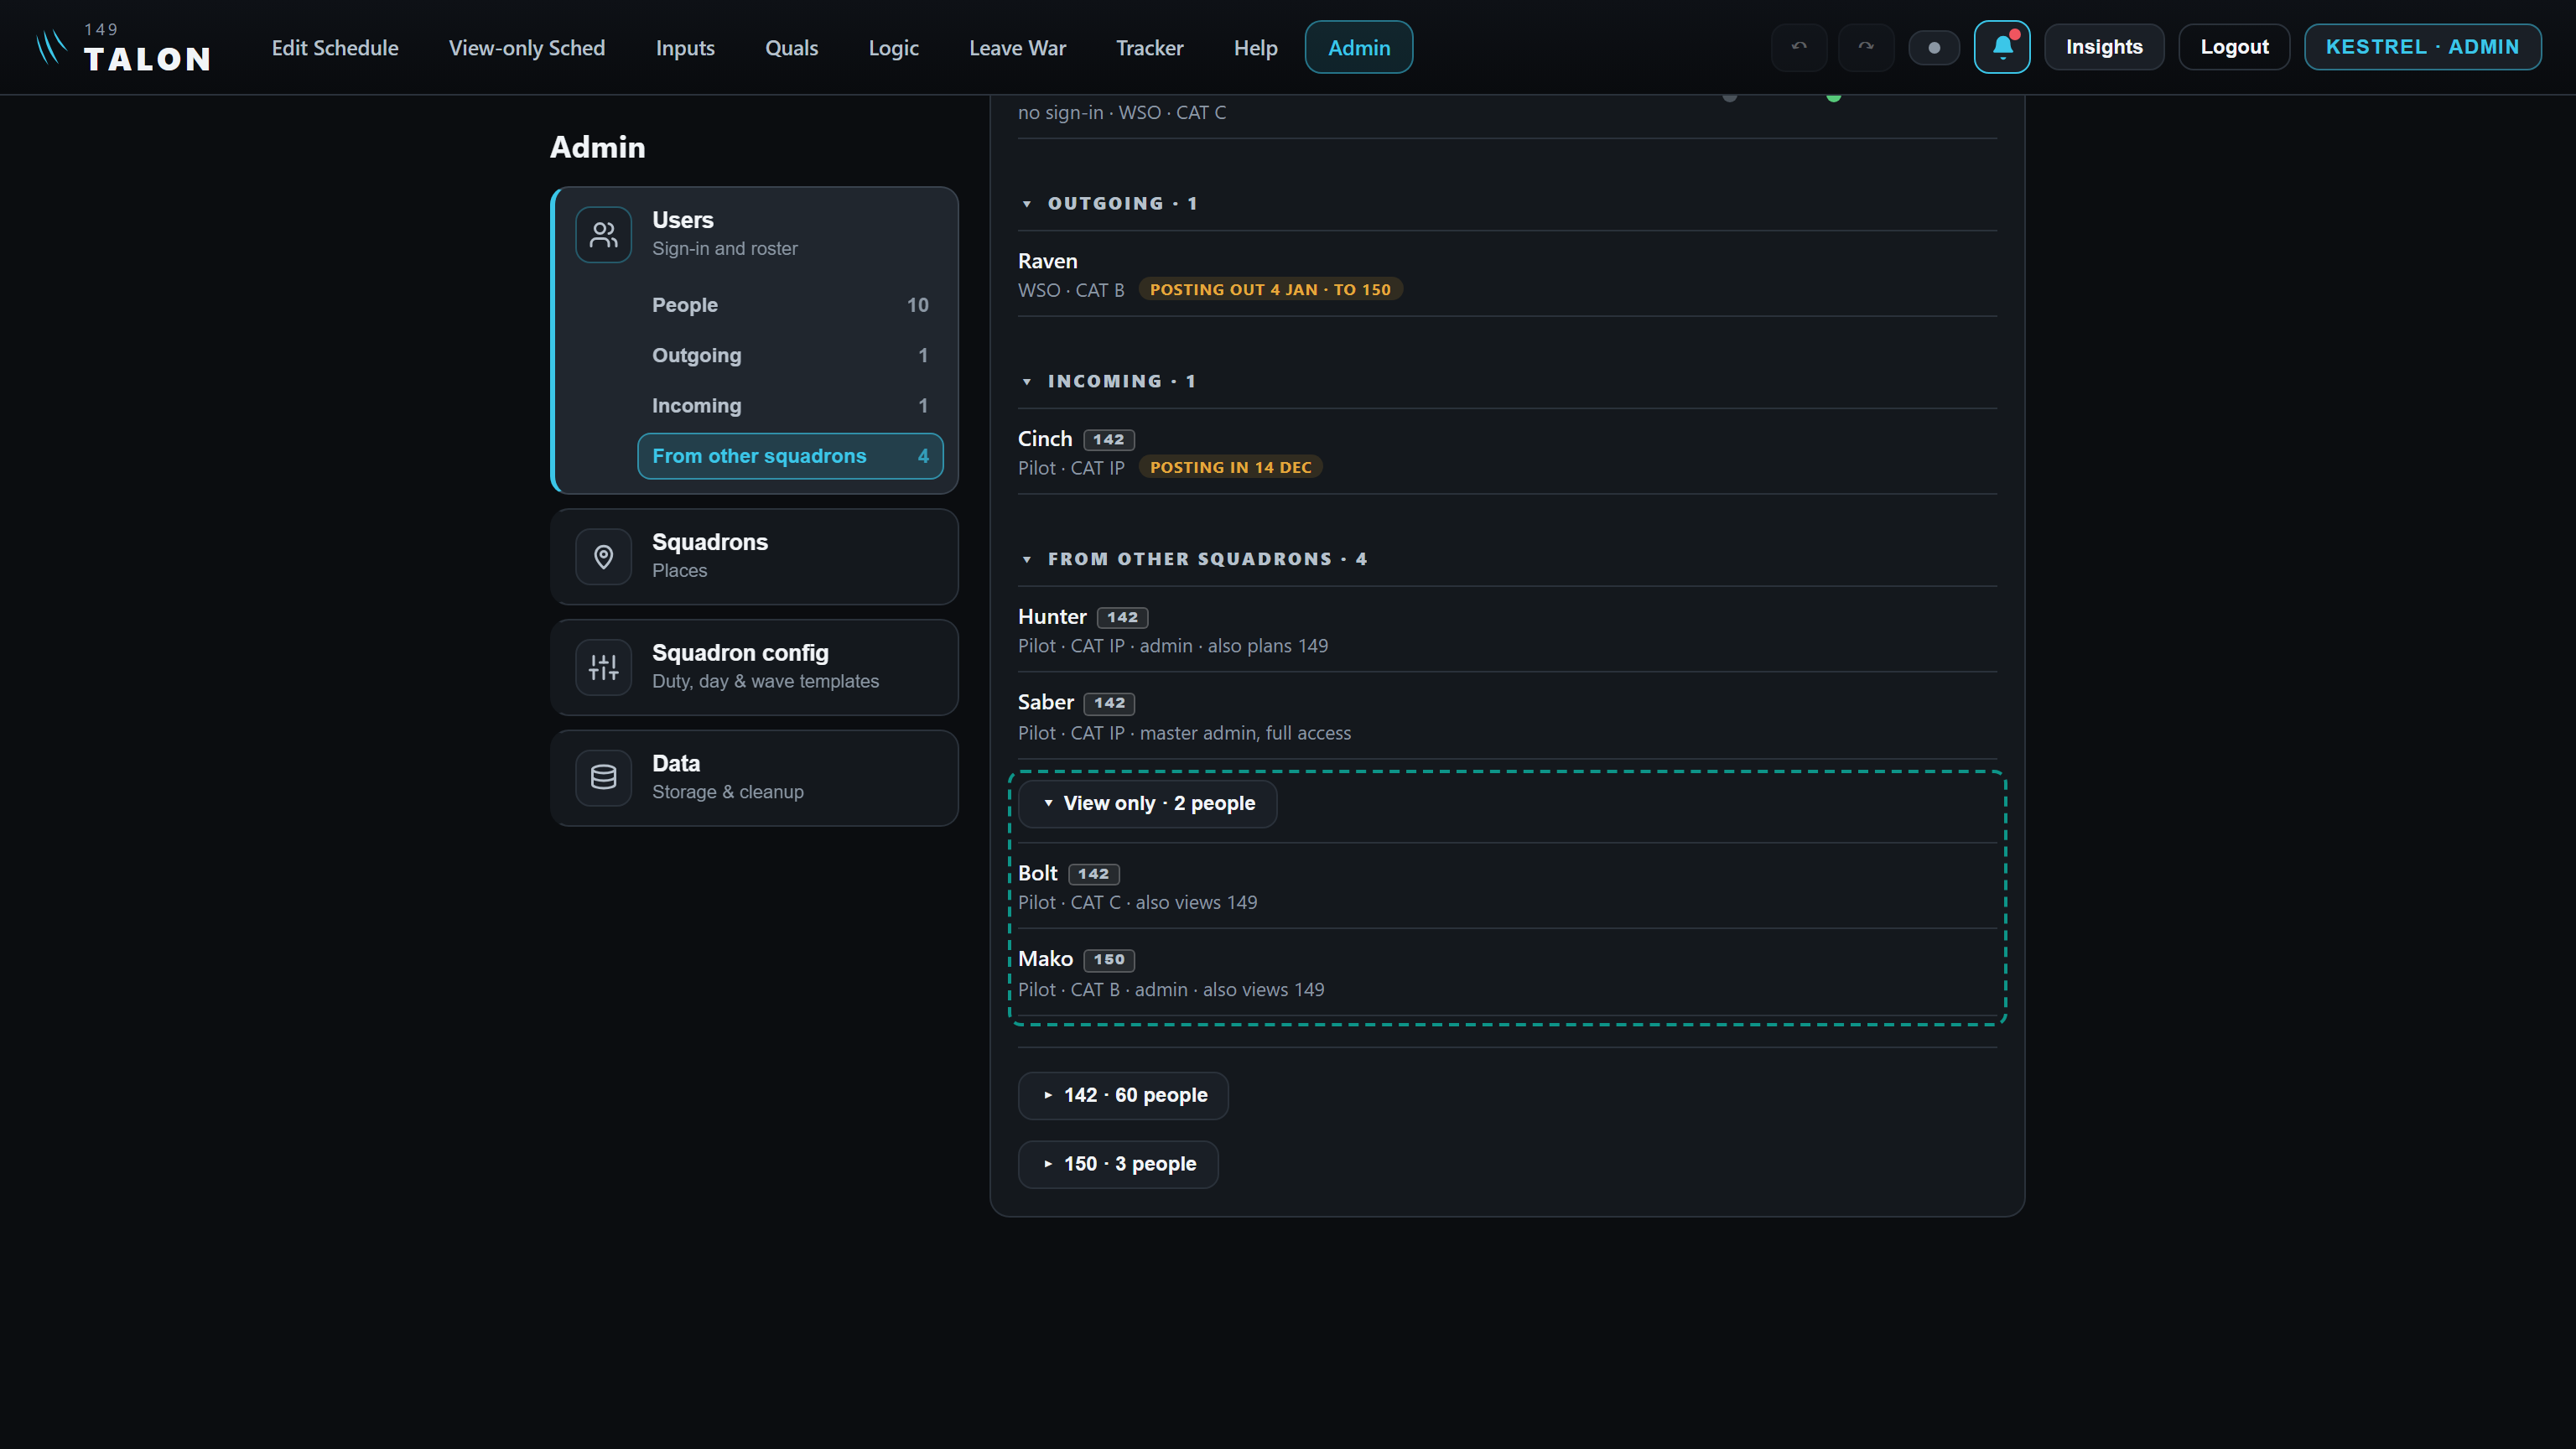 149
TALON
Edit Schedule
View-only Sched
Inputs
Quals
Logic
Leave War
Tracker
Help
Admin
Insights
Logout
KESTREL · ADMIN
Admin
Users
Sign-in and roster
People 10
Outgoing 1
Incoming 1
From other squadrons 4
Squadrons
Places
Squadron config
Duty, day & wave templates
Data
Storage & cleanup
no sign-in · WSO · CAT C
OUTGOING · 1
Raven
WSO · CAT B POSTING OUT 4 JAN · TO 150
INCOMING · 1
Cinch 142
Pilot · CAT IP POSTING IN 14 DEC
FROM OTHER SQUADRONS · 4
Hunter 142
Pilot · CAT IP · admin · also plans 149
Saber 142
Pilot · CAT IP · master admin, full access
View only · 2 people
Bolt 142
Pilot · CAT C · also views 149
Mako 150
Pilot · CAT B · admin · also views 149
142 · 60 people
150 · 3 people